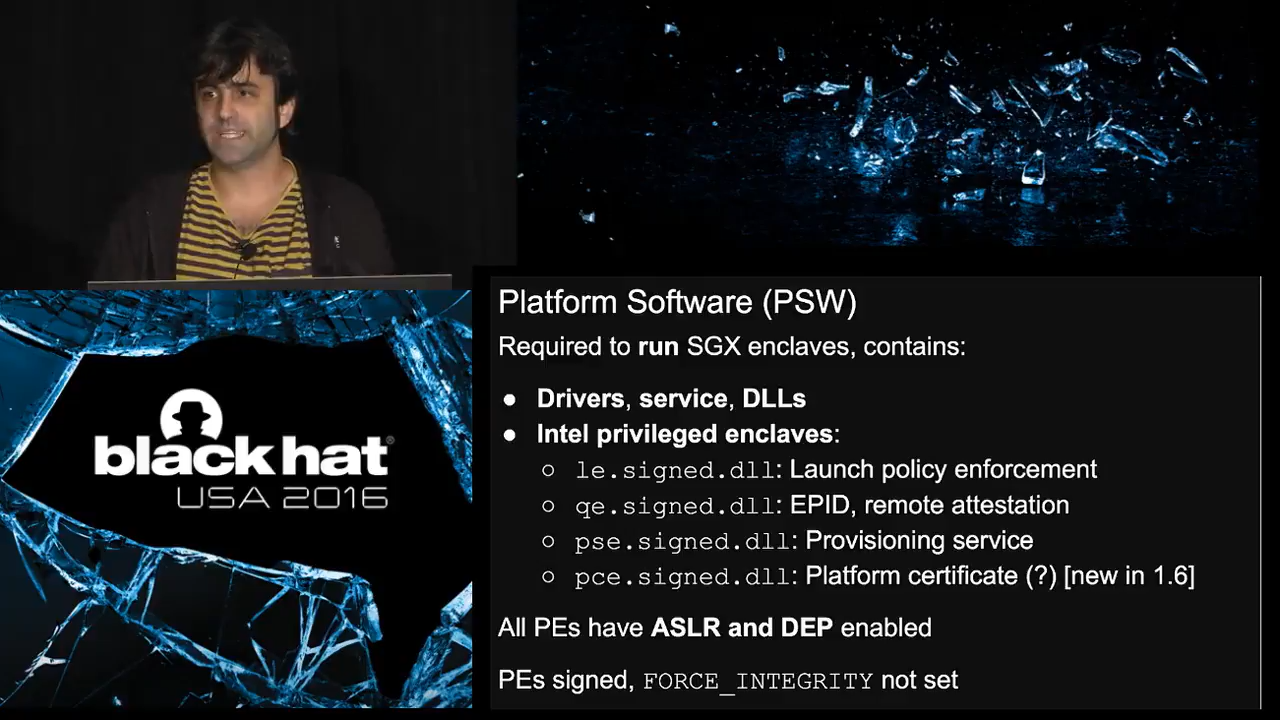 black hat®
USA 2016
Platform Software (PSW)
Required to run SGX enclaves, contains:
● Drivers, service, DLLs
● Intel privileged enclaves:
○ le.signed.dll: Launch policy enforcement
○ qe.signed.dll: EPID, remote attestation
○ pse.signed.dll: Provisioning service
○ pce.signed.dll: Platform certificate (?) [new in 1.6]
All PEs have ASLR and DEP enabled
PEs signed, FORCE_INTEGRITY not set